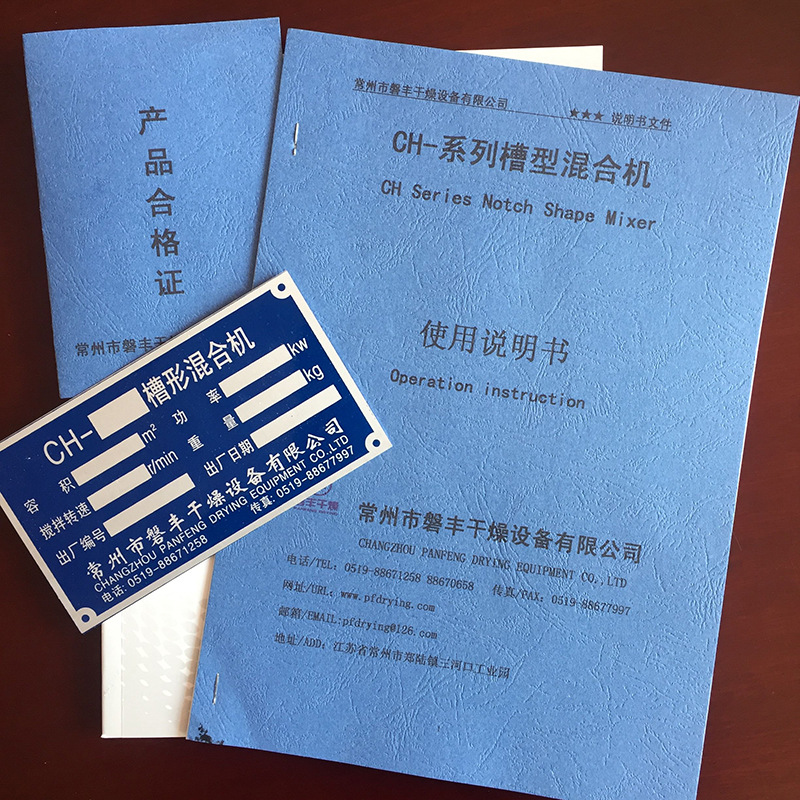 产品合格证
常州市磐丰干
常州市磐丰干燥设备有限公司
★★★ 说明书文件
CH-系列槽型混合机
CH Series Notch Shape Mixer
使用说明书
Operation instruction
丰干燥
常州市磐丰干燥设备有限公司
CHANGZHOU PANFENG DRYING EQUIPMENT CO.,LTD
电话/TEL: 0519-88671258 88670658 传真/FAX: 0519-88677997
网址/URL: www.pfdrying.com
邮箱/EMAIL:pfdrying@126.com
地址/ADD: 江苏省常州市郑陆镇三河口工业园
CH- 槽形混合机
容积 m² 功率 kw
搅拌转速 r/min 重量 kg
出厂编号 出厂日期
常州市磐丰干燥设备有限公司
CHANGZHOU PANFENG DRYING EQUIPMENT CO.,LTD
电话: 0519-88671258 传真: 0519-88677997